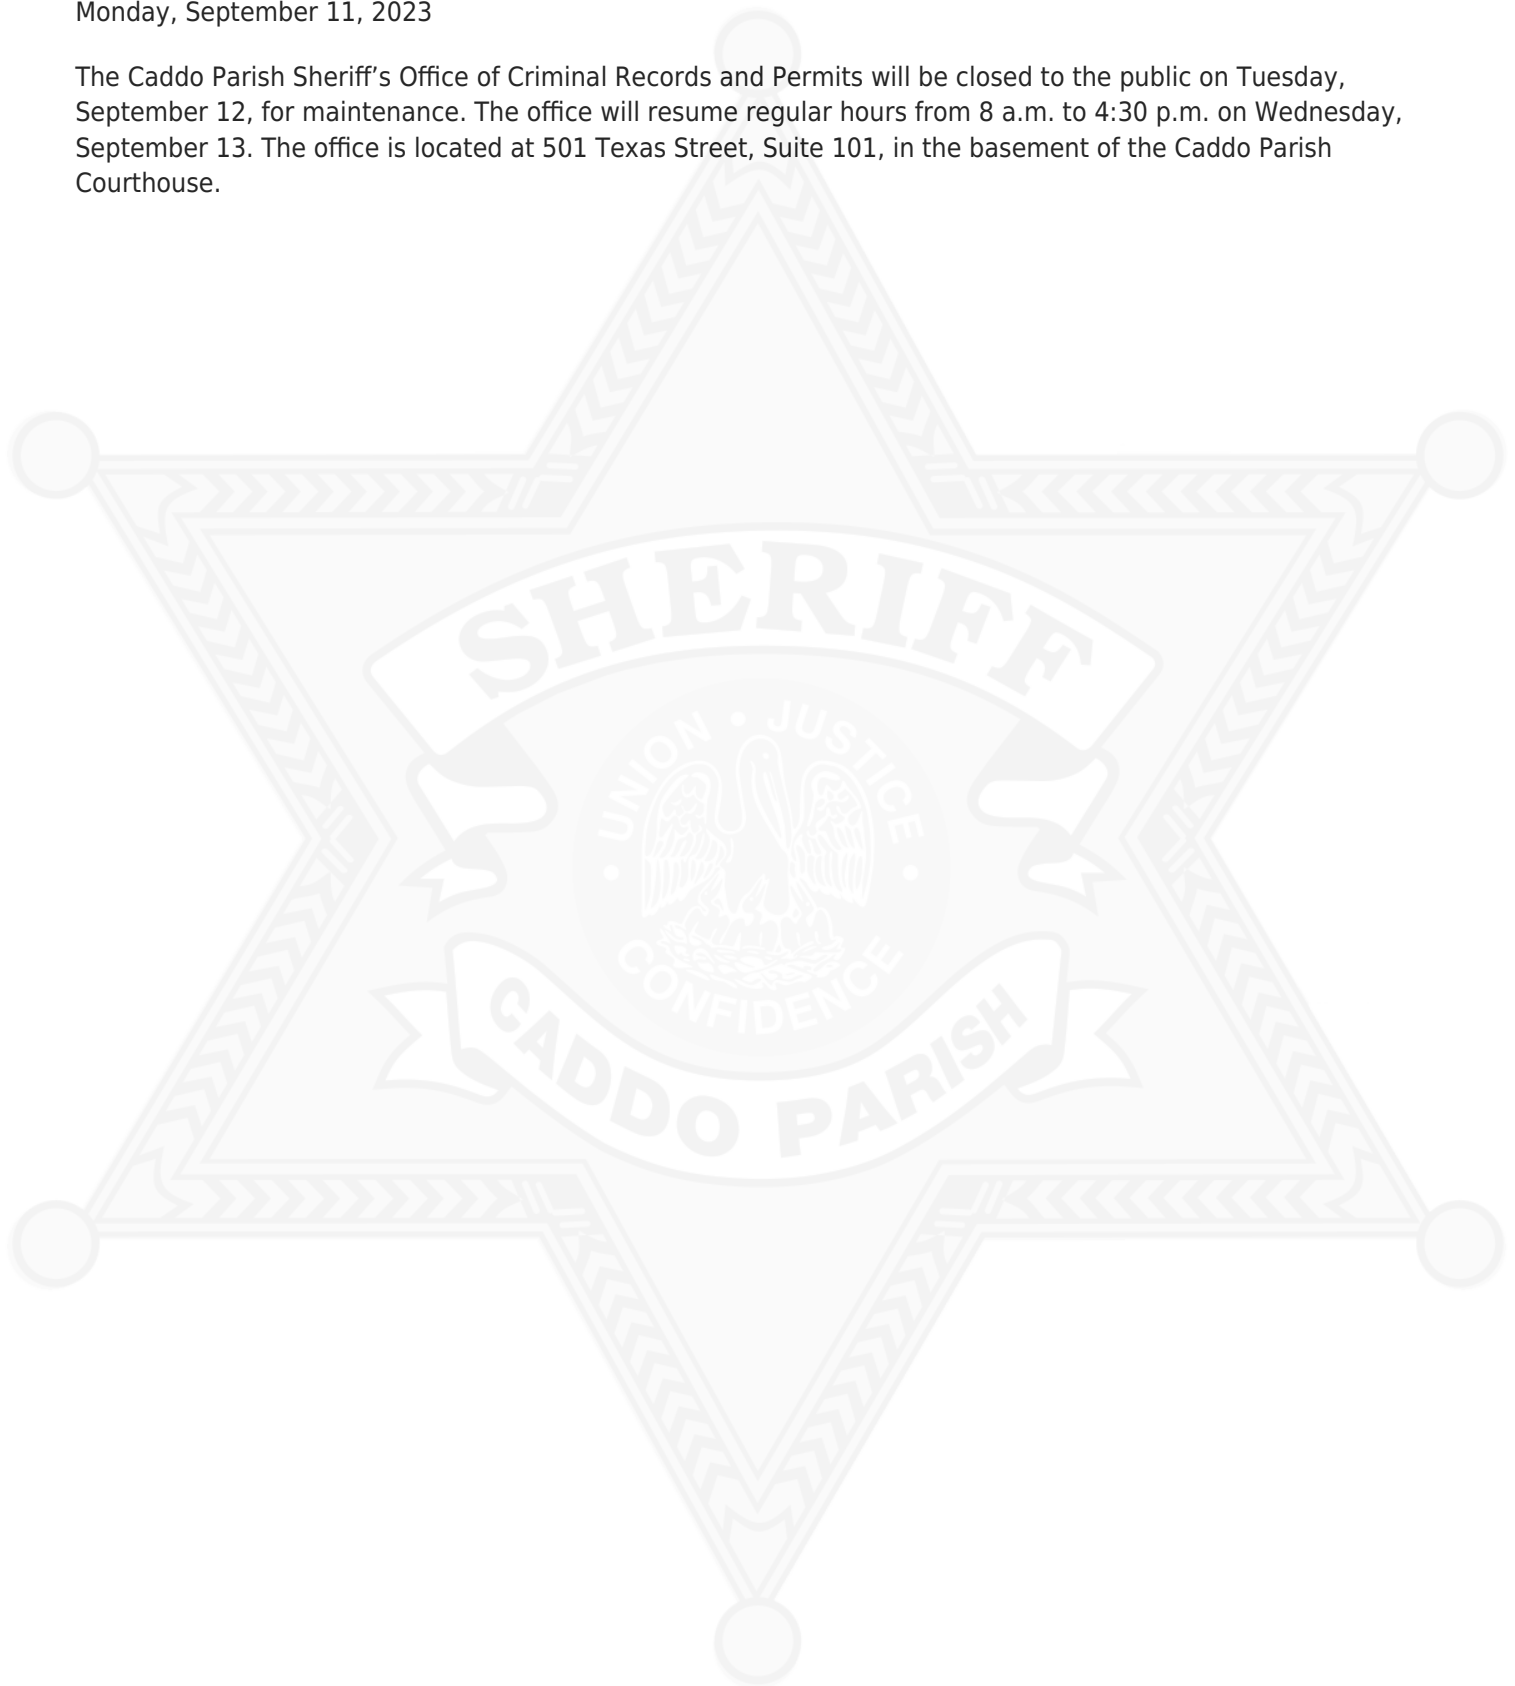 Monday, September 11, 2023
The Caddo Parish Sheriff’s Office of Criminal Records and Permits will be closed to the public on Tuesday,
September 12, for maintenance. The office will resume regular hours from 8 a.m. to 4:30 p.m. on Wednesday,
September 13. The office is located at 501 Texas Street, Suite 101, in the basement of the Caddo Parish
Courthouse.
SHERIFF
UNION • JUSTICE
• CONFIDENCE •
CADDO PARISH